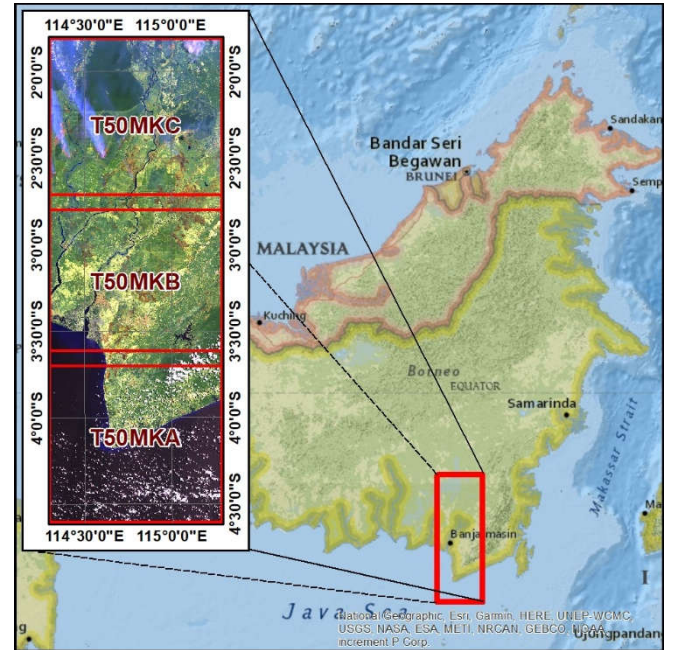 114°30'0"E 115°0'0"E
2°0'0"S
2°30'0"S
3°0'0"S
3°30'0"S
4°0'0"S
4°30'0"S
2°0'0"S
2°30'0"S
3°0'0"S
3°30'0"S
4°0'0"S
4°30'0"S
T50MKC
T50MKB
T50MKA
114°30'0"E 115°0'0"E
Sandakan
Bandar Seri
Begawan
BRUNEI
Semp
MALAYSIA
Kuching
Borneo
EQUATOR
Samarinda
Makassar Strait
Ma
Banjarmasin
I
Java Sea
National Geographic, Esri, Garmin, HERE, UNEP-WCMC,
USGS, NASA, ESA, METI, NRCAN, GEBCO, NOAA,
increment P Corp.
Ujungpandang
g